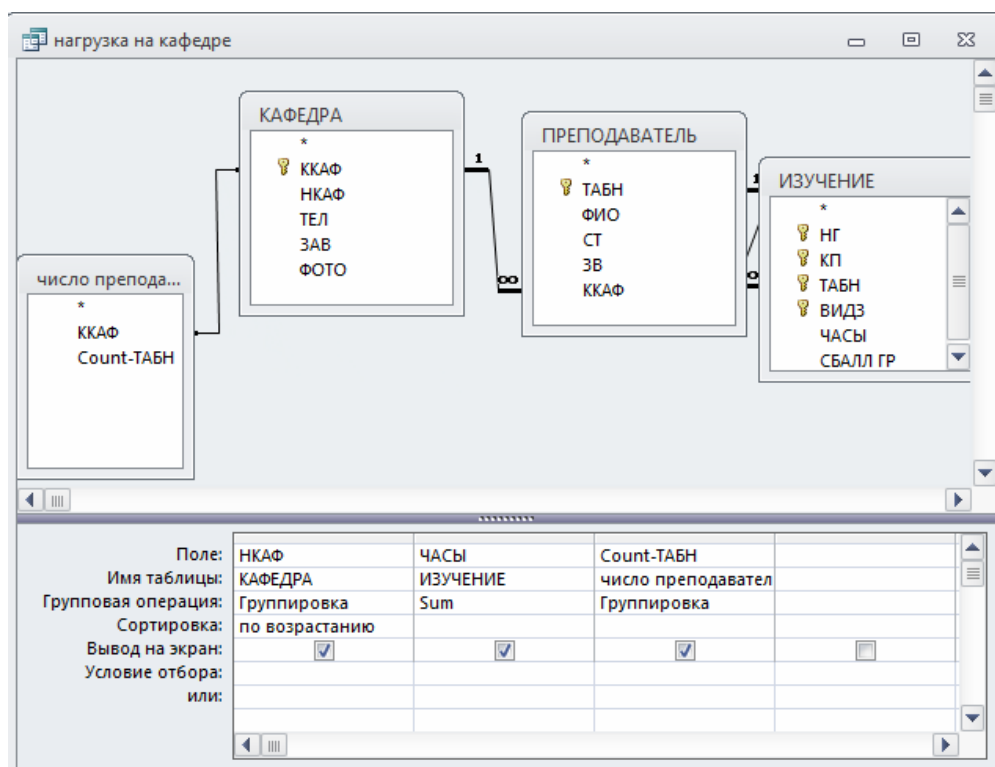 нагрузка на кафедре
КАФЕДРА
*
ККАФ
НКАФ
ТЕЛ
ЗАВ
ФОТО
1
∞
ПРЕПОДАВАТЕЛЬ
*
ТАБН
ФИО
СТ
ЗВ
ККАФ
1
ИЗУЧЕНИЕ
*
НГ
КП
ТАБН
ВИДЗ
ЧАСЫ
СБАЛЛ ГР
число препода...
*
ККАФ
Count-ТАБН
Поле: НКАФ ЧАСЫ Count-ТАБН
Имя таблицы: КАФЕДРА ИЗУЧЕНИЕ число преподавател
Групповая операция: Группировка Sum Группировка
Сортировка: по возрастанию
Вывод на экран:
Условие отбора:
или: